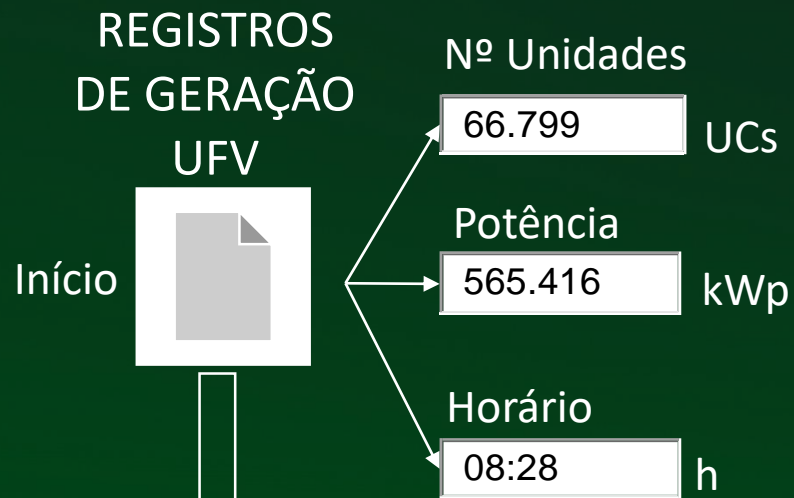 REGISTROS
DE GERAÇÃO
UFV
Início
Nº Unidades
66.799 UCs
Potência
565.416 kWp
Horário
08:28 h